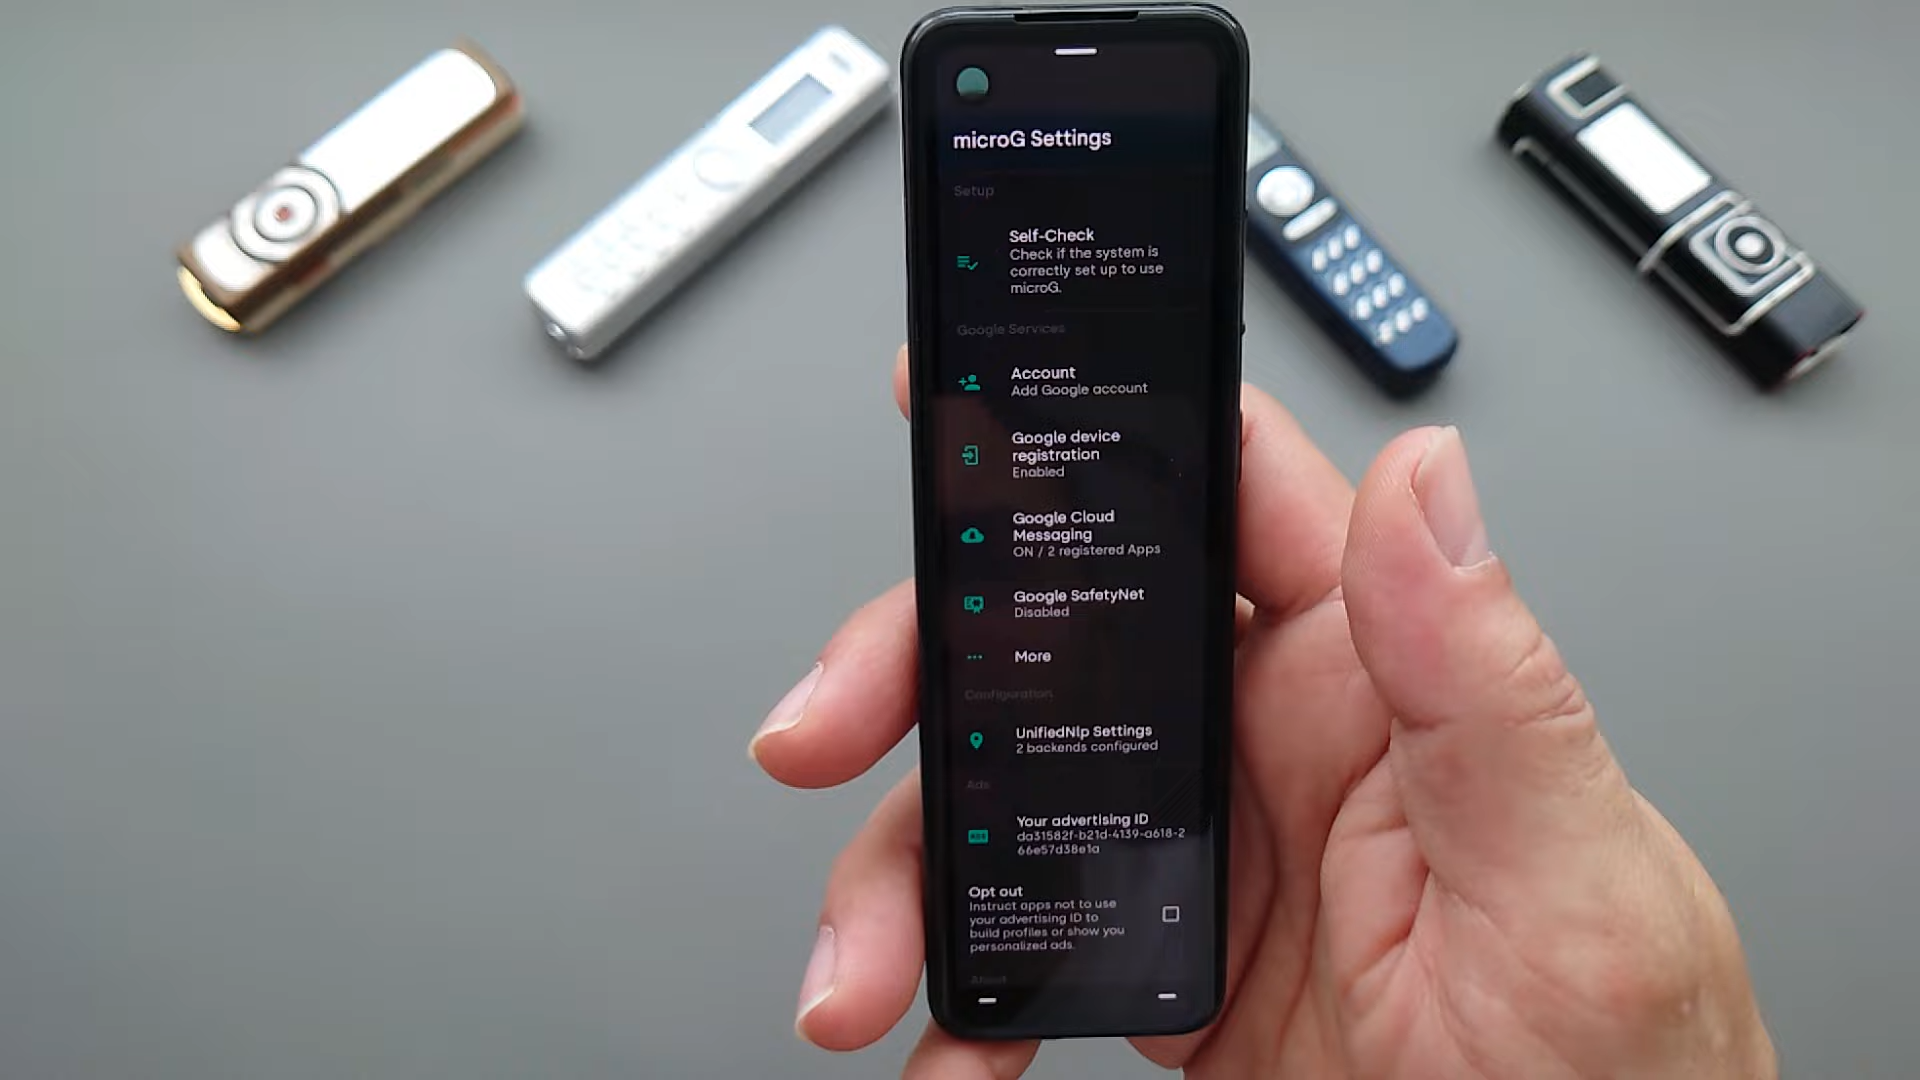 microG Settings
Setup
Self-Check
Check if the system is
correctly set up to use
microG.
Google Services
Account
Add Google account
Google device
registration
Enabled
Google Cloud
Messaging
ON / 2 registered Apps
Google SafetyNet
Disabled
More
Configuration
UnifiedNlp Settings
2 backends configured
Ads
Your advertising ID
da31582f-b21d-4139-a618-2
66e57d38e1a
Opt out
Instruct apps not to use
your advertising ID to
build profiles or show you
personalized ads.
About